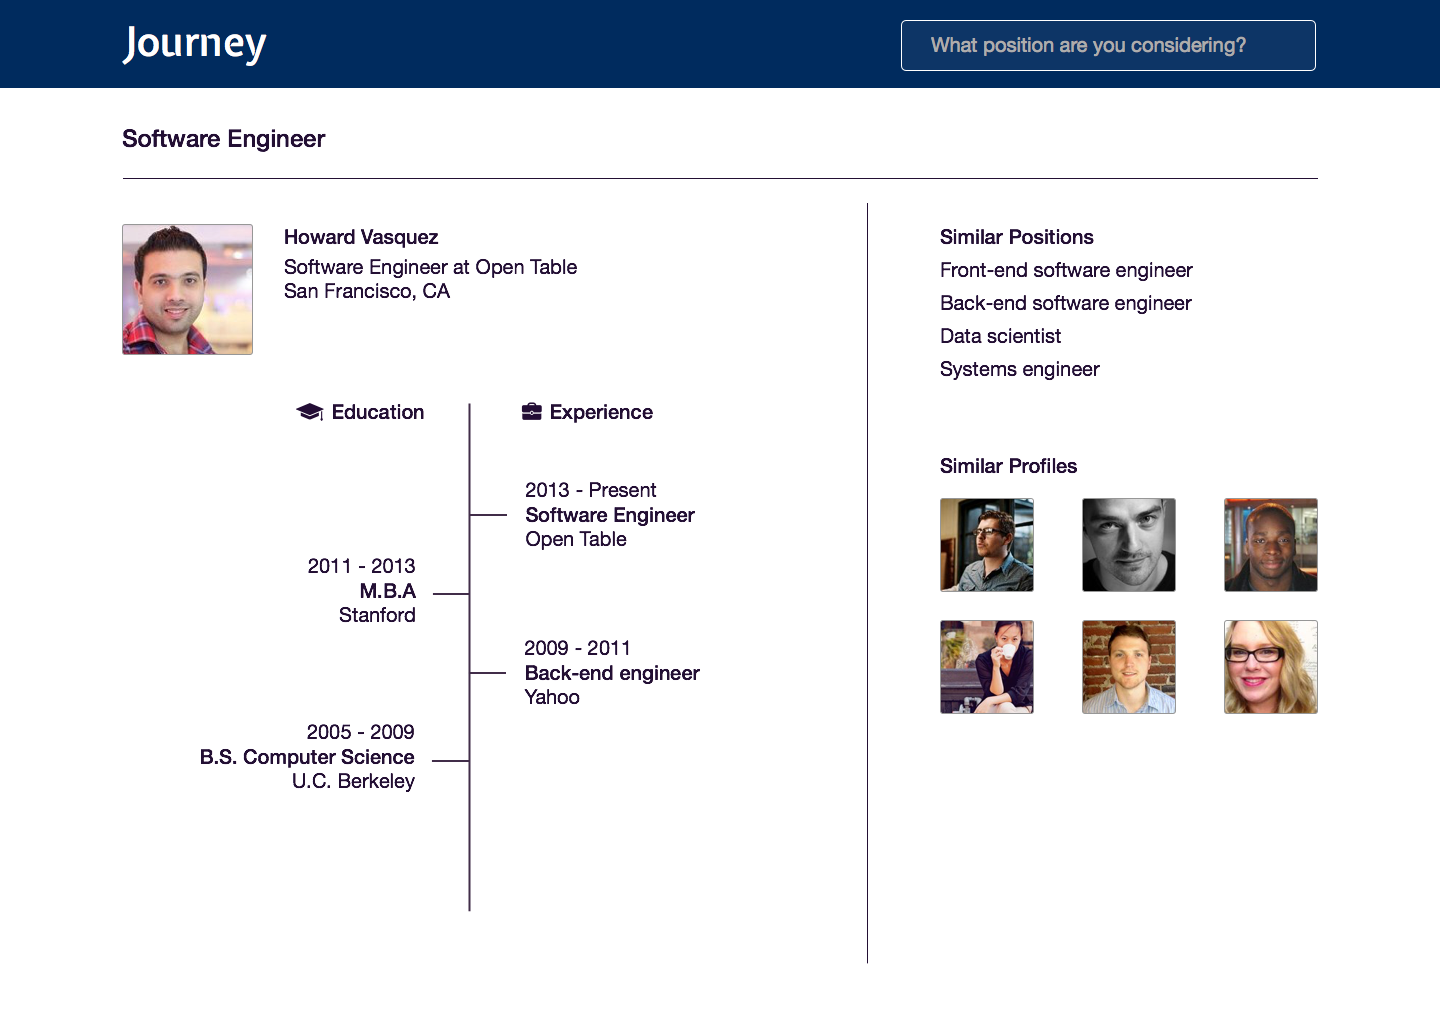 Journey
What position are you considering?
Software Engineer
Howard Vasquez
Software Engineer at Open Table
San Francisco, CA
Education
Experience
2013 - Present
Software Engineer
Open Table
2011 - 2013
M.B.A
Stanford
2009 - 2011
Back-end engineer
Yahoo
2005 - 2009
B.S. Computer Science
U.C. Berkeley
Similar Positions
Front-end software engineer
Back-end software engineer
Data scientist
Systems engineer
Similar Profiles